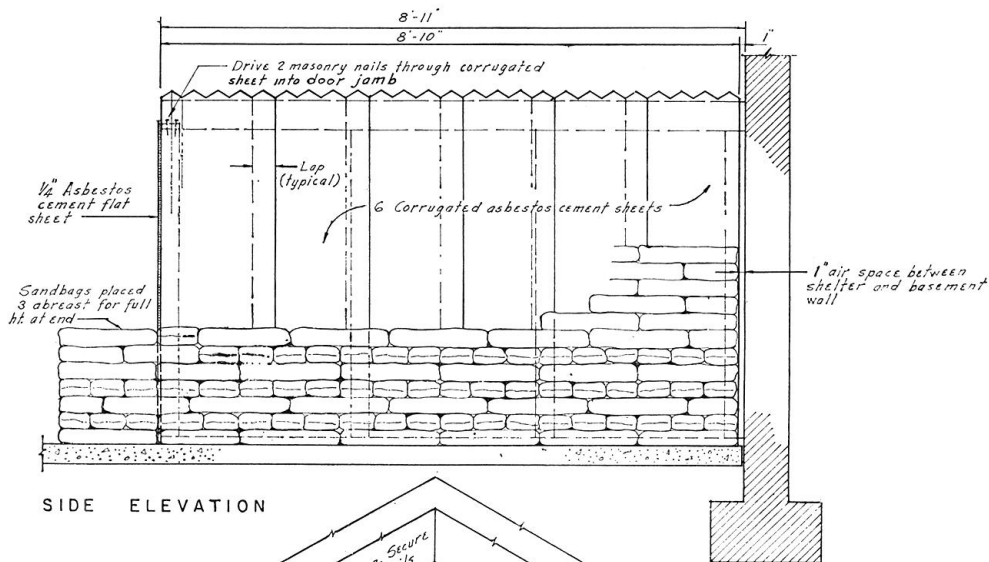 8'-11"
8'-10"
1"
Drive 2 masonry nails through corrugated
sheet into door jamb
Lap
(typical)
1/4" Asbestos
cement flat
sheet
6 Corrugated asbestos cement sheets
1" air space between
shelter and basement
wall
Sandbags placed
3 abreast for full
ht. at end
SIDE ELEVATION
Secure